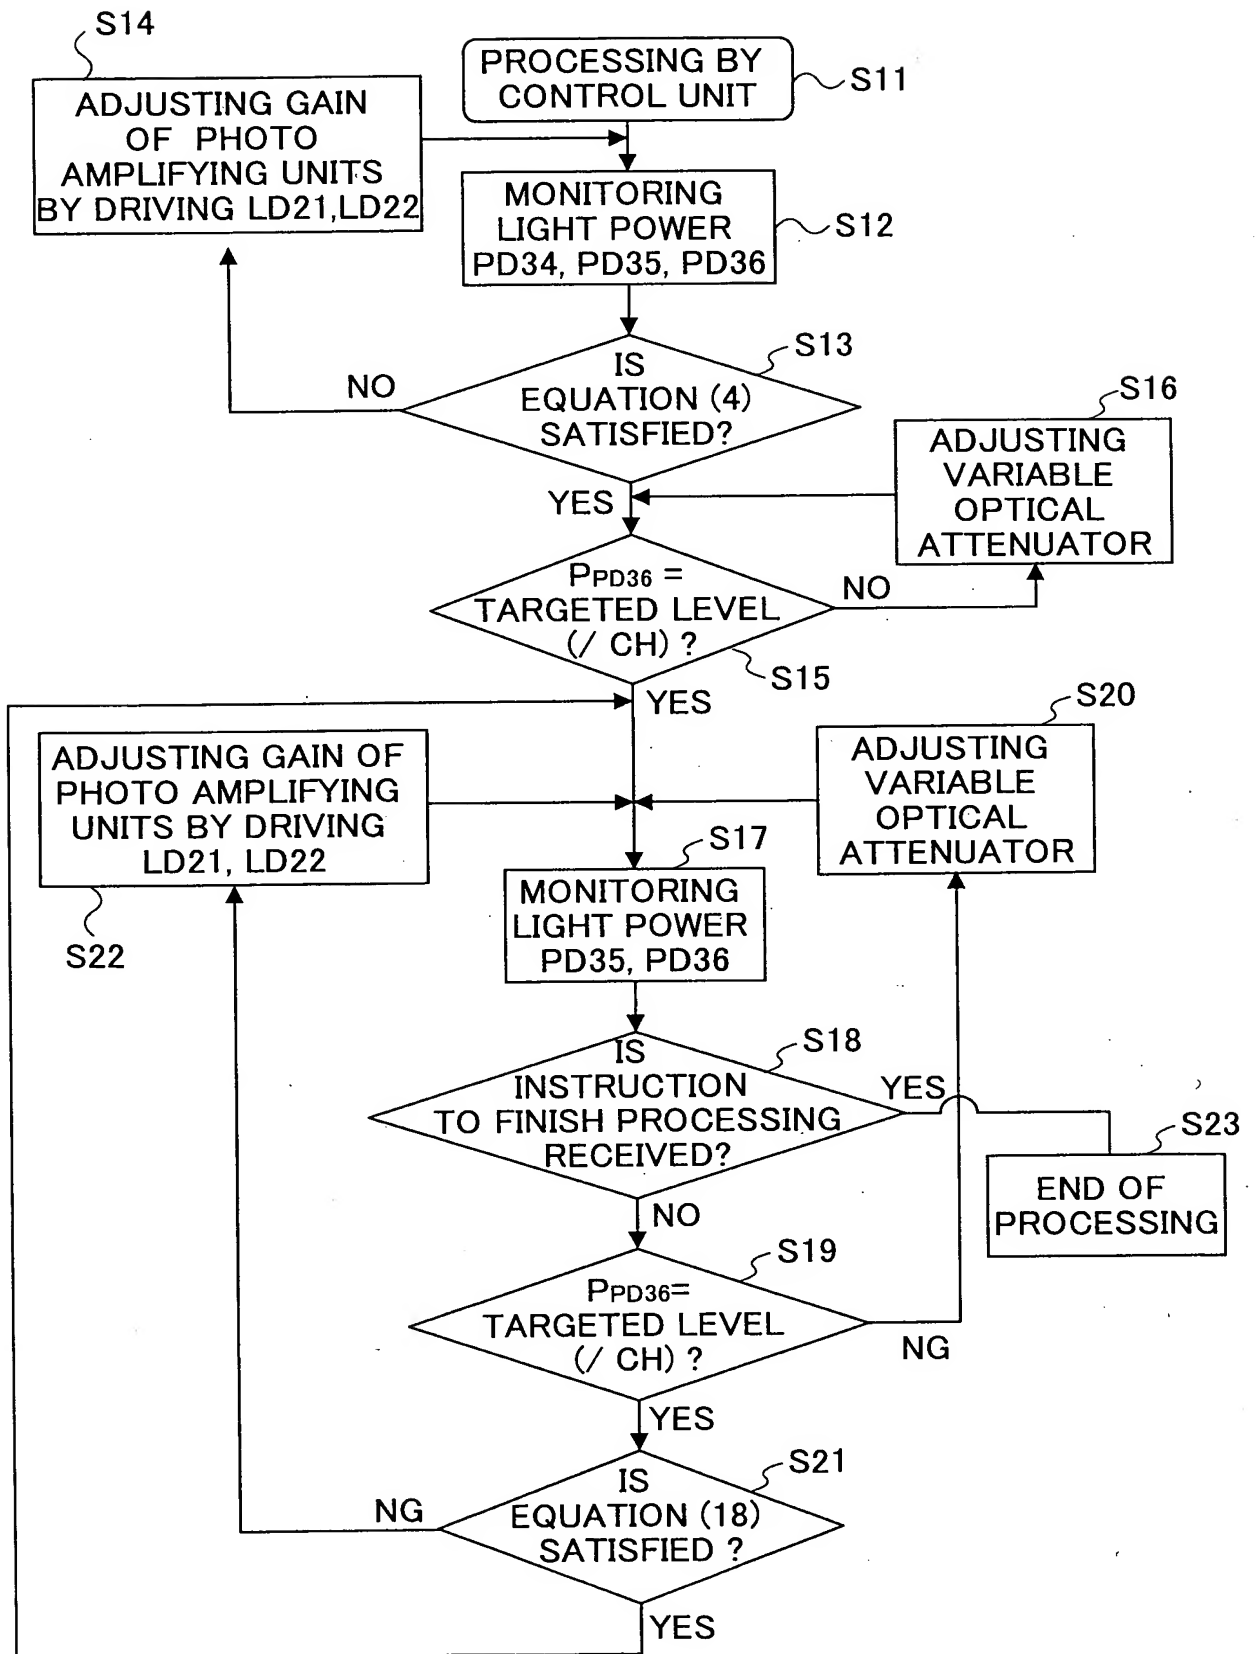 S14
PROCESSING BY
CONTROL UNIT
S11
ADJUSTING GAIN
OF PHOTO
AMPLIFYING UNITS
BY DRIVING LD21,LD22
MONITORING
LIGHT POWER
PD34, PD35, PD36
S12
S13
IS
EQUATION (4)
SATISFIED?
NO
YES
S16
ADJUSTING
VARIABLE
OPTICAL
ATTENUATOR
PPD36 =
TARGETED LEVEL
(/ CH) ?
NO
S15
YES
S20
ADJUSTING GAIN OF
PHOTO AMPLIFYING
UNITS BY DRIVING
LD21, LD22
S22
ADJUSTING
VARIABLE
OPTICAL
ATTENUATOR
S17
MONITORING
LIGHT POWER
PD35, PD36
S18
IS
INSTRUCTION
TO FINISH PROCESSING
RECEIVED?
YES
S23
END OF
PROCESSING
NO
S19
PPD36=
TARGETED LEVEL
(/ CH) ?
NG
YES
S21
IS
EQUATION (18)
SATISFIED ?
NG
YES